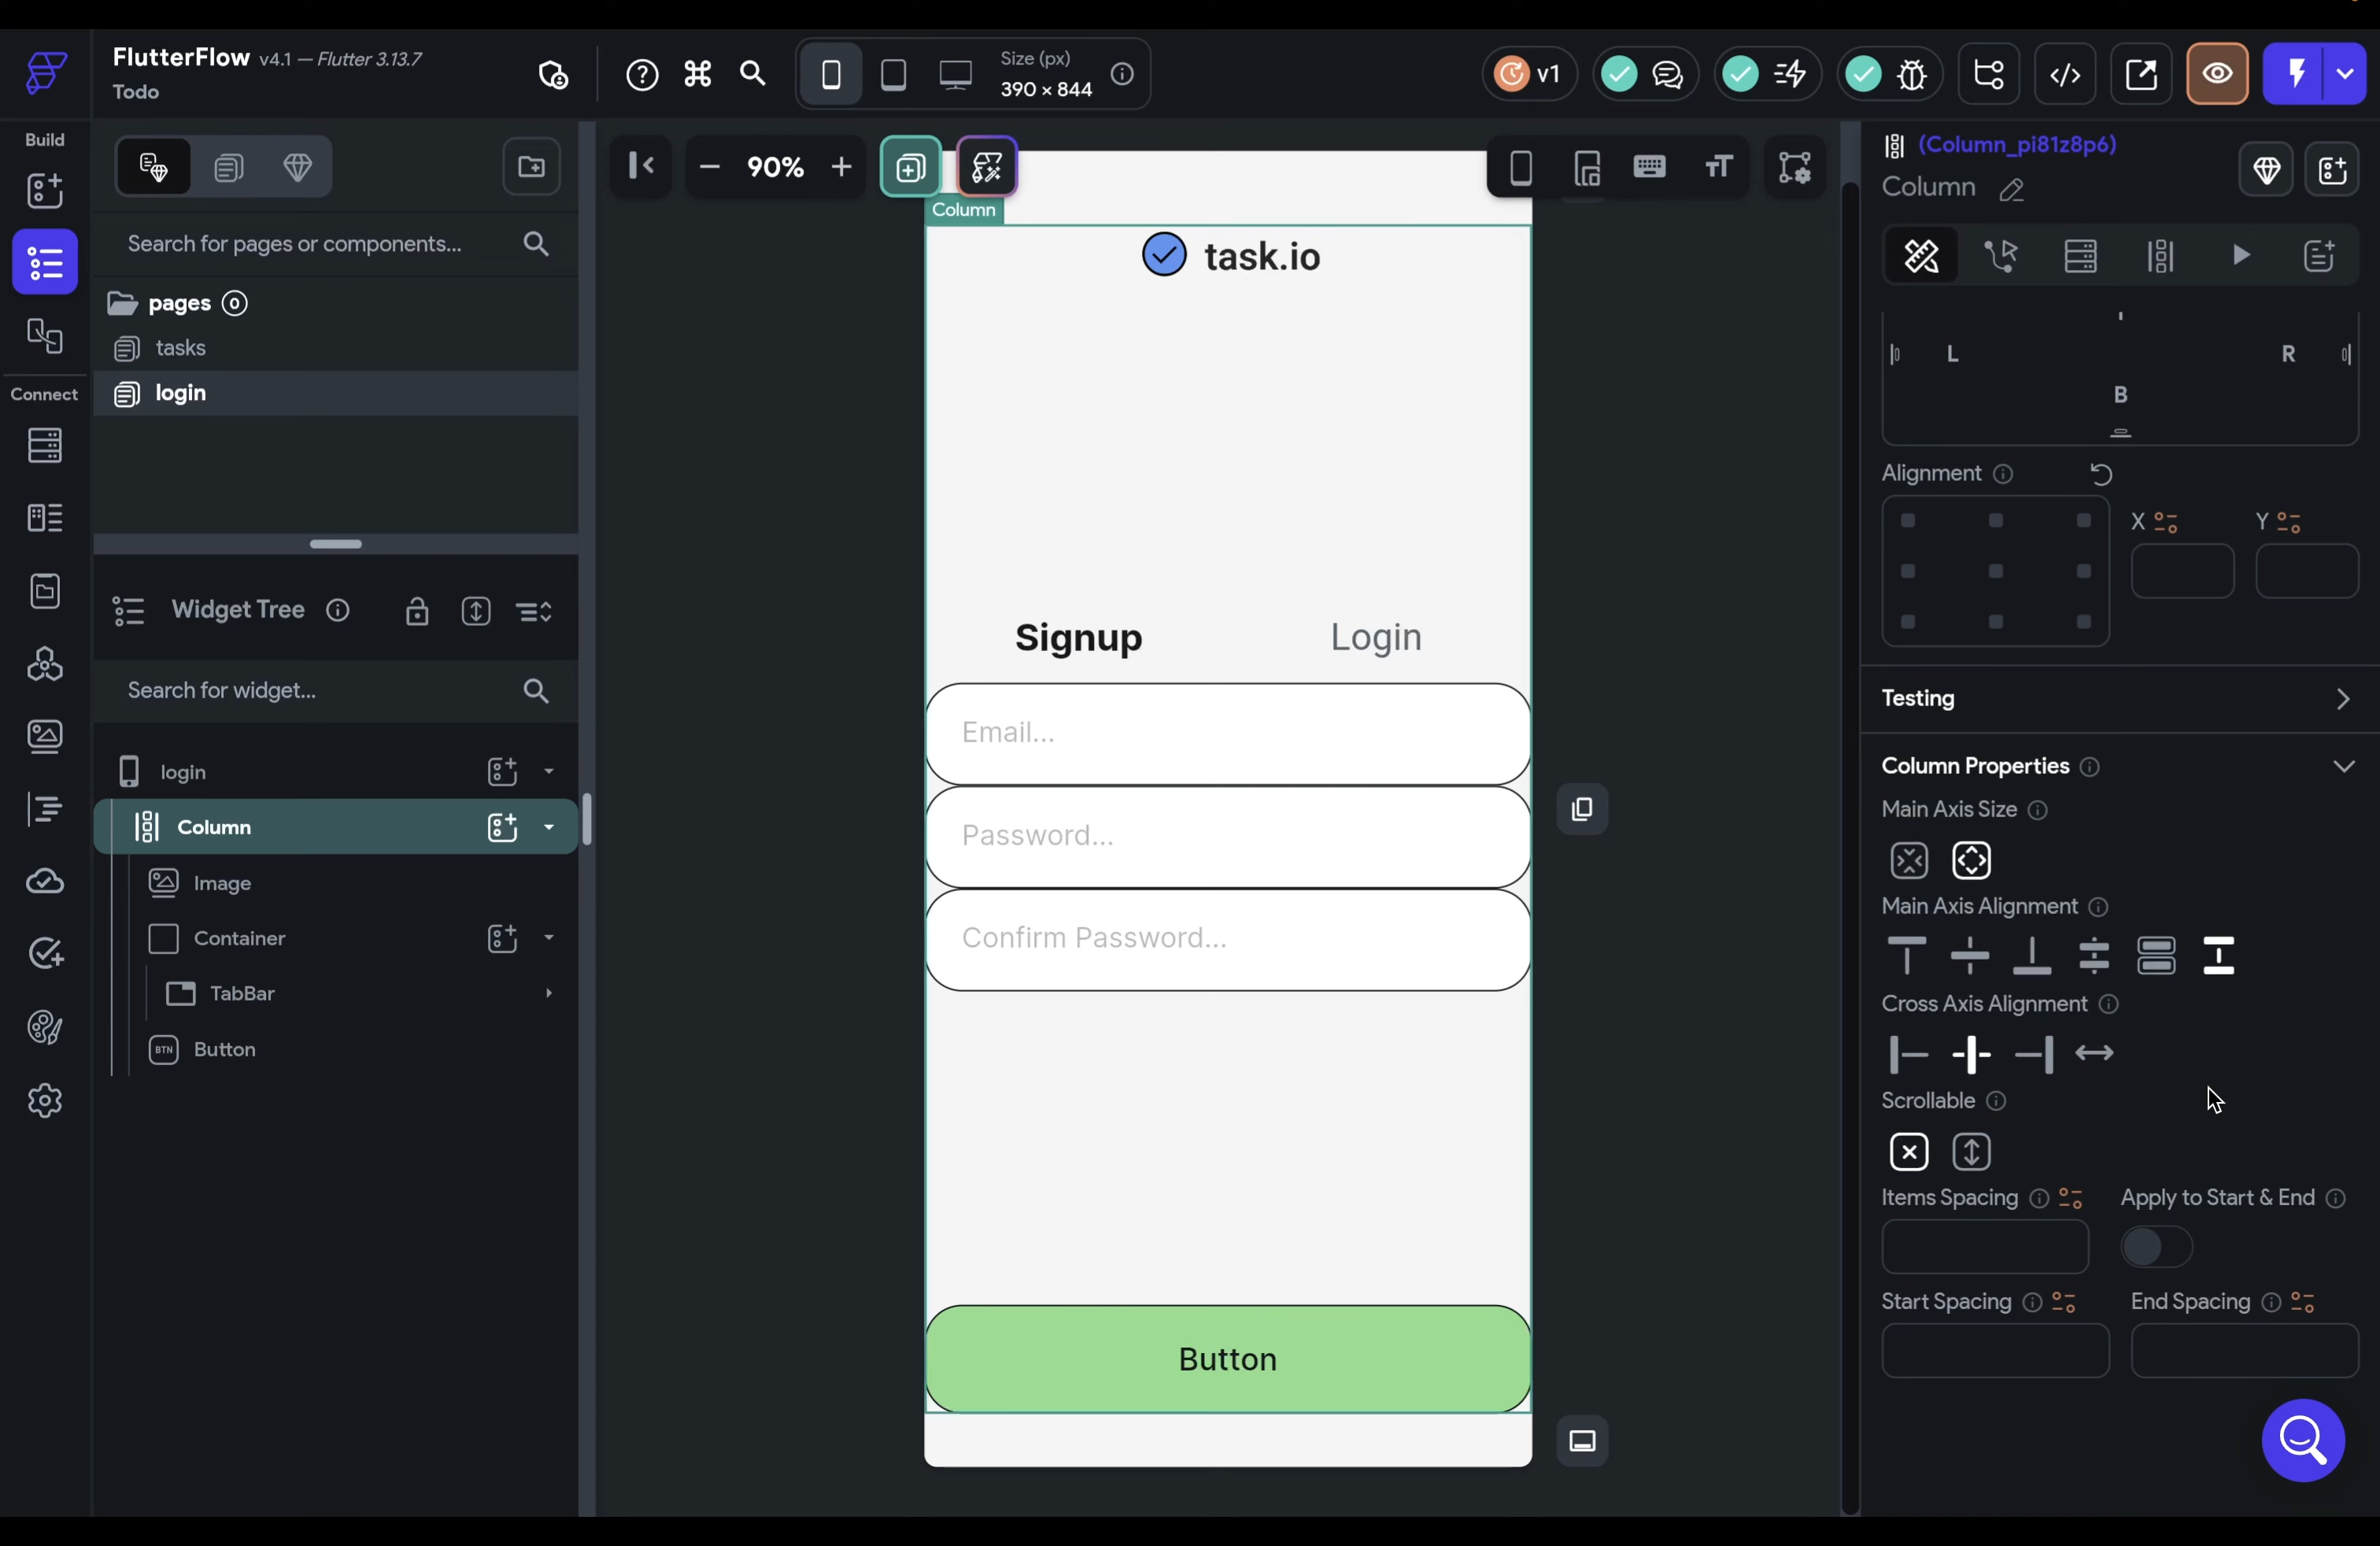 FlutterFlow v4.1 — Flutter 3.13.7
Todo
Size (px)
390 × 844
v1
Build
Connect
Search for pages or components...
pages 0
tasks
login
Widget Tree
Search for widget...
login
Column
Image
Container
TabBar
BTN Button
90%
Column
task.io
Signup Login
Email...
Password...
Confirm Password...
Button
(Column_pi81z8p6)
Column
L R
B
Alignment
X Y
Testing
Column Properties
Main Axis Size
Main Axis Alignment
Cross Axis Alignment
Scrollable
Items Spacing Apply to Start & End
Start Spacing End Spacing